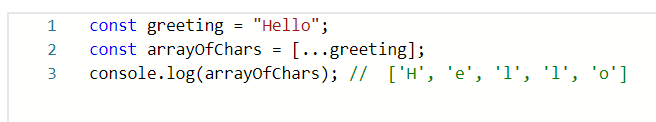 1 const greeting = "Hello";
2 const arrayOfChars = [...greeting];
3 console.log(arrayOfChars); //  ['H', 'e', 'l', 'l', 'o']